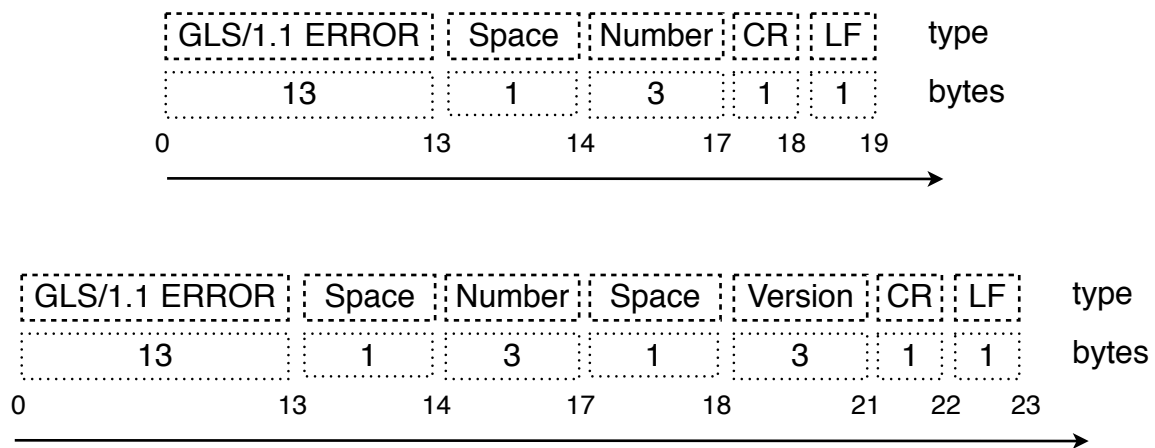 GLS/1.1 ERROR Space Number CR LF type
13 1 3 1 1 bytes
0 13 14 17 18 19
GLS/1.1 ERROR Space Number Space Version CR LF type
13 1 3 1 3 1 1 bytes
0 13 14 17 18 21 22 23